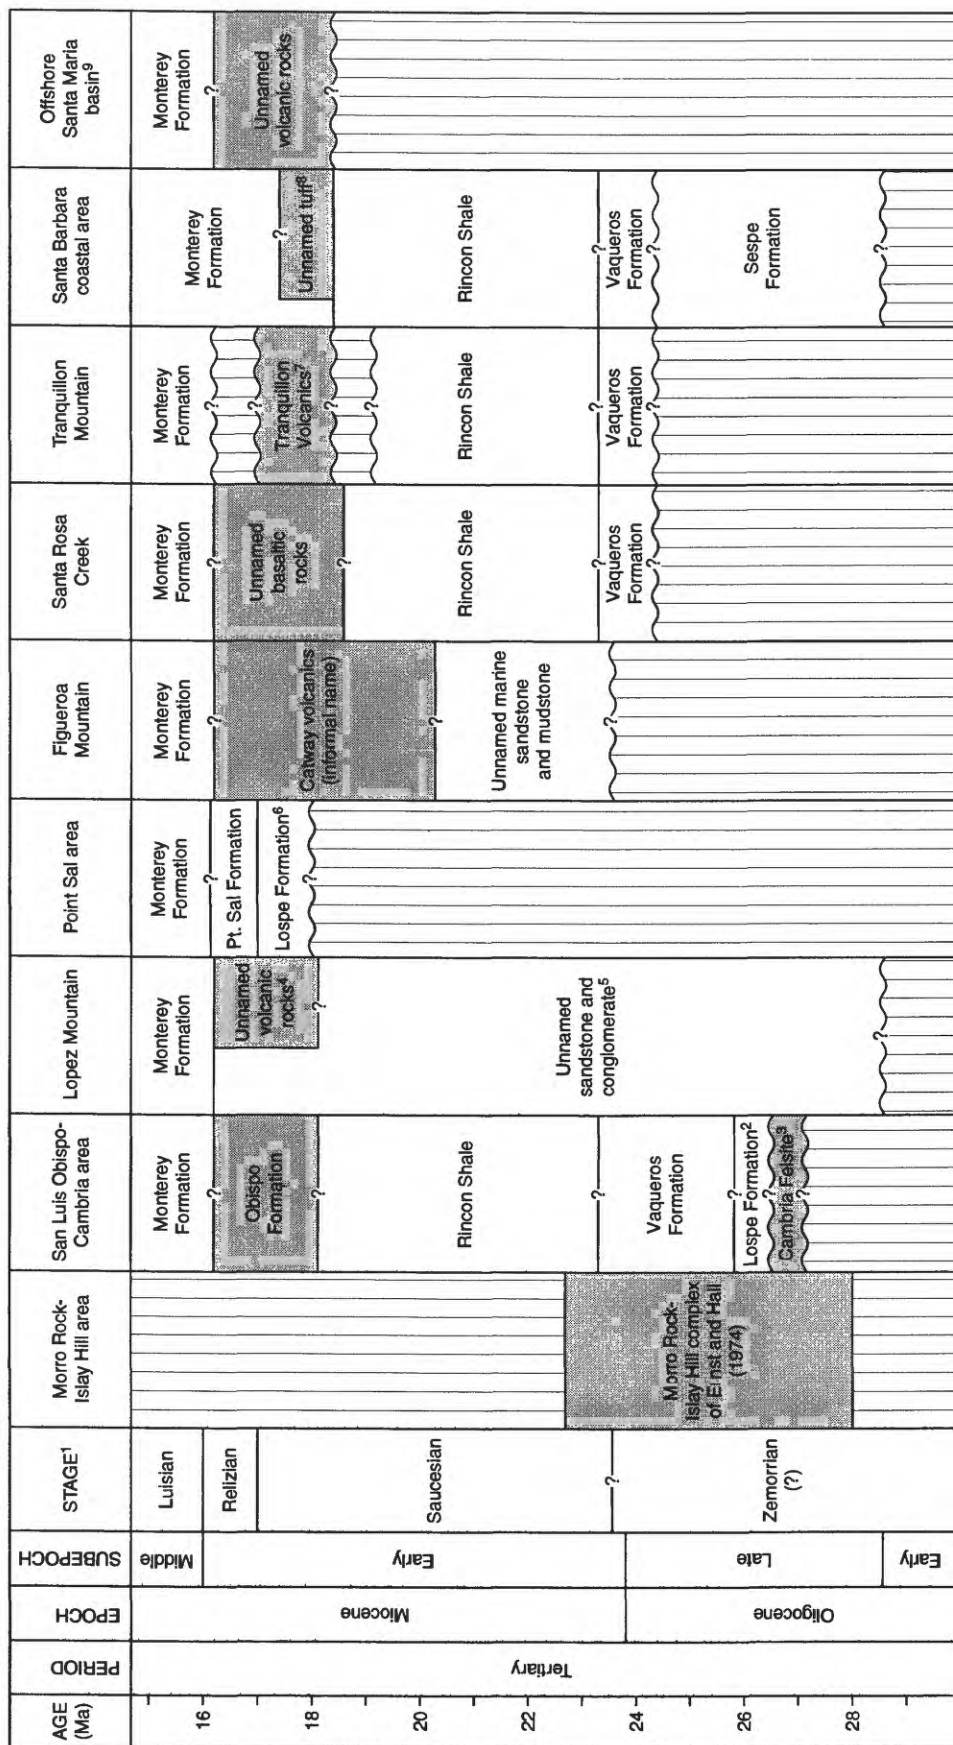 AGE
(Ma)
PERIOD
EPOCH
SUBEPOCH
STAGE¹
Morro Rock-
Islay Hill area
San Luis Obispo-
Cambria area
Lopez Mountain
Point Sal area
Figueroa
Mountain
Santa Rosa
Creek
Tranquillon
Mountain
Santa Barbara
coastal area
Offshore
Santa Maria
basin⁹
16
18
20
22
24
26
28
Tertiary
Miocene
Oligocene
Middle
Early
Late
Early
Luisian
Relizian
Saucesian
?
Zemorrian
(?)
Morro Rock-
Islay Hill complex
of Ernst and Hall
(1974)
Monterey
Formation
?
Obispo
Formation
?
Rincon Shale
?
Vaqueros
Formation
?
Lospe Formation²
?
Cambria Felsite³
?
Monterey
Formation
Unnamed
volcanic
rocks⁴
?
Unnamed
sandstone and
conglomerate⁵
?
Monterey
Formation
?
Pt. Sal Formation
Lospe Formation⁶
?
Monterey
Formation
?
Catway volcanics
(informal name)
?
Unnamed marine
sandstone
and mudstone
?
Monterey
Formation
?
Unnamed
basaltic
rocks
?
Rincon Shale
?
Vaqueros
Formation
?
Monterey
Formation
?
?
Tranquillon
Volcanics⁷
?
?
Rincon Shale
?
Vaqueros
Formation
?
Monterey
Formation
?
Unnamed tuff⁸
Rincon Shale
?
Vaqueros
Formation
?
Sespe
Formation
?
Monterey
Formation
?
Unnamed
volcanic rocks
?